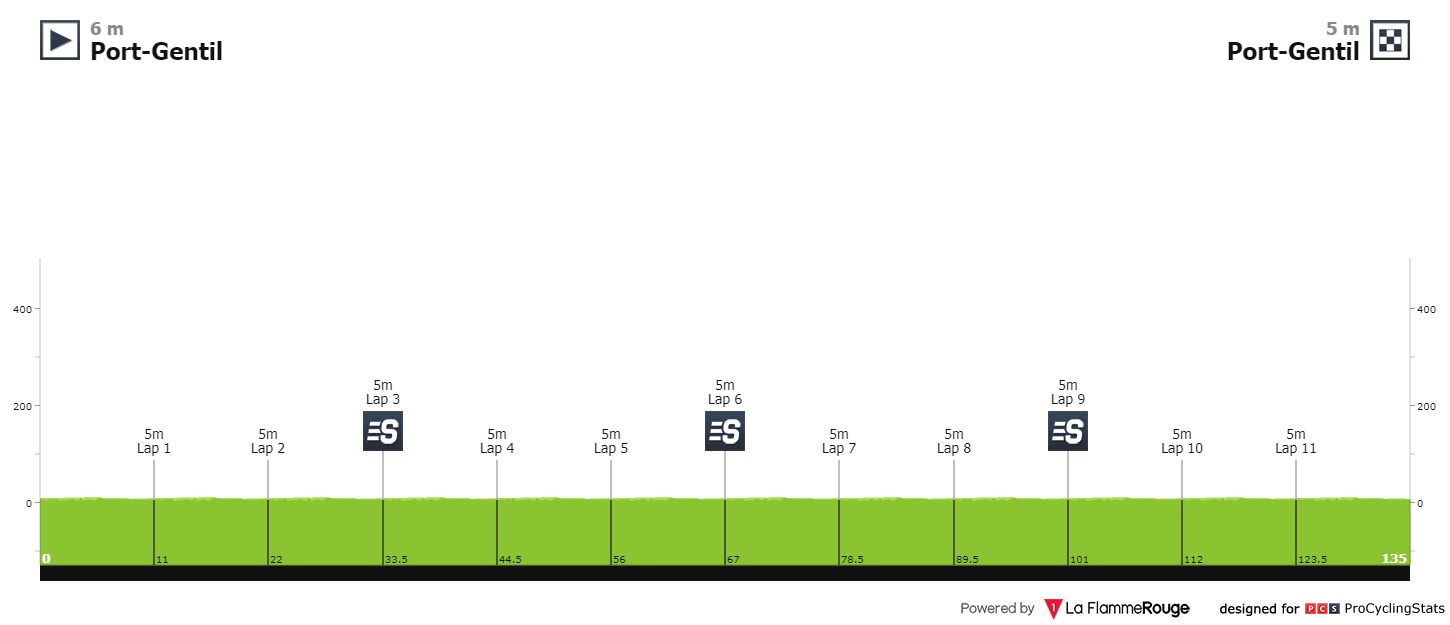 6 m
Port-Gentil
5 m
Port-Gentil
400
400
5m
Lap 3
5m
Lap 6
5m
Lap 9
200
200
5m
Lap 1
5m
Lap 2
S
5m
Lap 4
5m
Lap 5
S
5m
Lap 7
5m
Lap 8
S
5m
Lap 10
5m
Lap 11
0
0
0
11
22
33.5
44.5
56
67
78.5
89.5
101
112
123.5
135
Powered by 1 La FlammeRouge designed for PCS ProCyclingStats